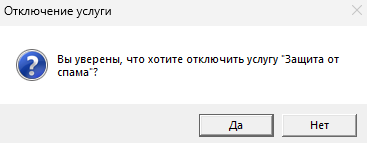 Отключение услуги
Вы уверены, что хотите отключить услугу "Защита от
спама"?
Да
Нет